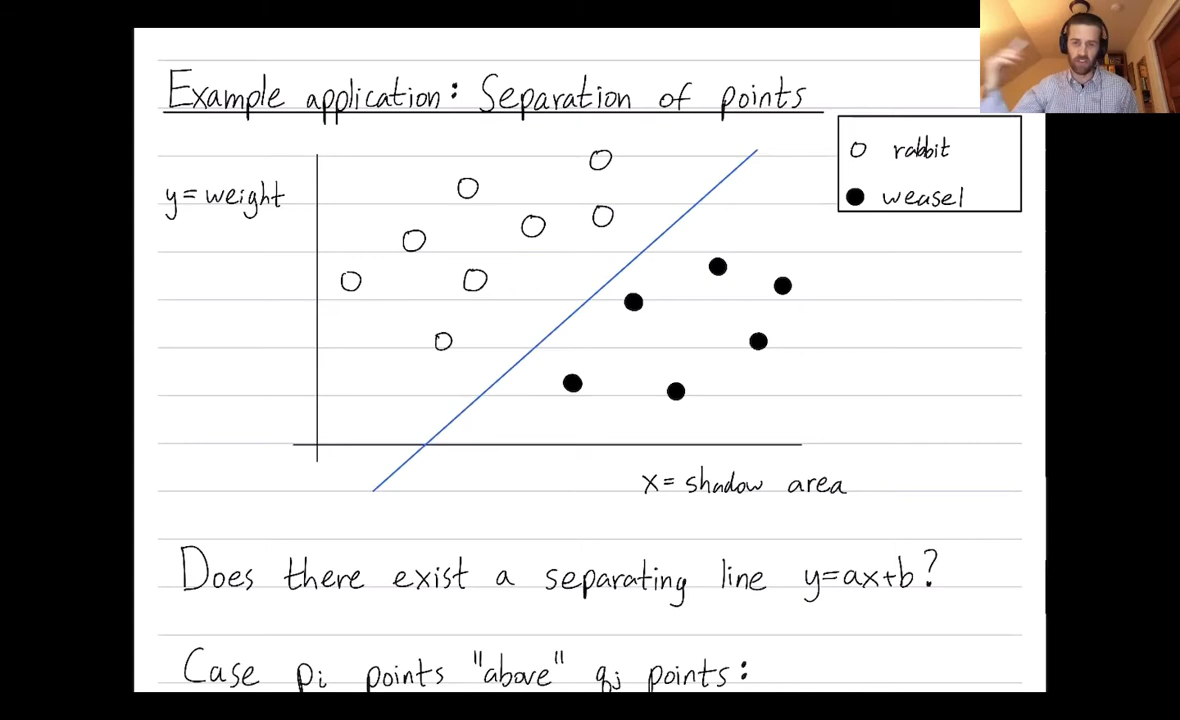 Example application: Separation of points
rabbit
weasel
y=weight
x= shadow area
Does there exist a separating line y=ax+b?
Case pi points "above" qj points: